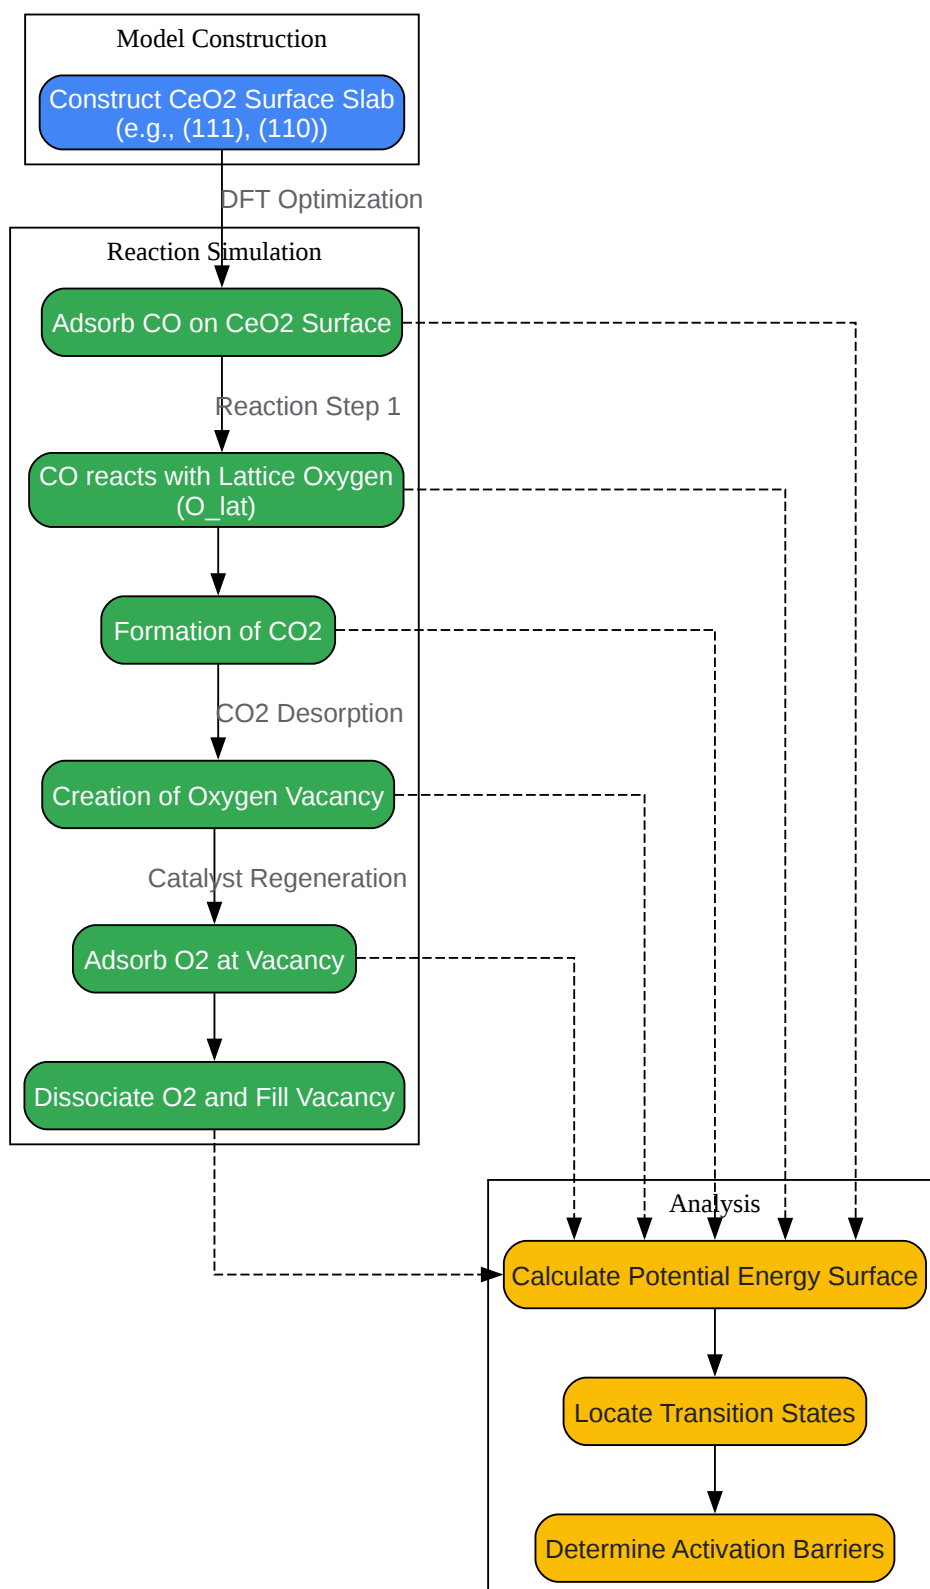 Model Construction
Construct CeO2 Surface Slab
(e.g., (111), (110))
DFT Optimization
Reaction Simulation
Adsorb CO on CeO2 Surface
Reaction Step 1
CO reacts with Lattice Oxygen
(O_lat)
Formation of CO2
CO2 Desorption
Creation of Oxygen Vacancy
Catalyst Regeneration
Adsorb O2 at Vacancy
Dissociate O2 and Fill Vacancy
Analysis
Calculate Potential Energy Surface
Locate Transition States
Determine Activation Barriers